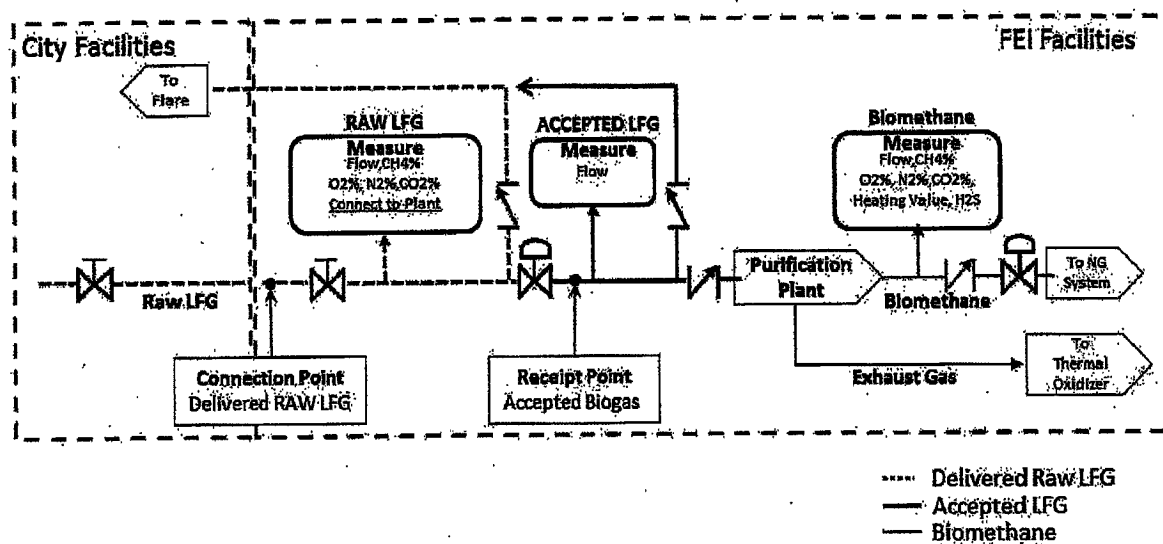 City Facilities
FEI Facilities
To
Flare
RAW LFG
Measure
Flow,CH4%
O2%, N2%,CO2%
Connect to Plant
ACCEPTED LFG
Measure
Flow
Biomethane
Measure
Flow,CH4%
O2%, N2%,CO2%,
Heating Value, H2S
Raw LFG
Purification
Plant
Biomethane
To NG
System
Connection Point
Delivered RAW LFG
Receipt Point
Accepted Biogas
Exhaust Gas
To
Thermal
Oxidizer
Delivered Raw LFG
Accepted LFG
Biomethane